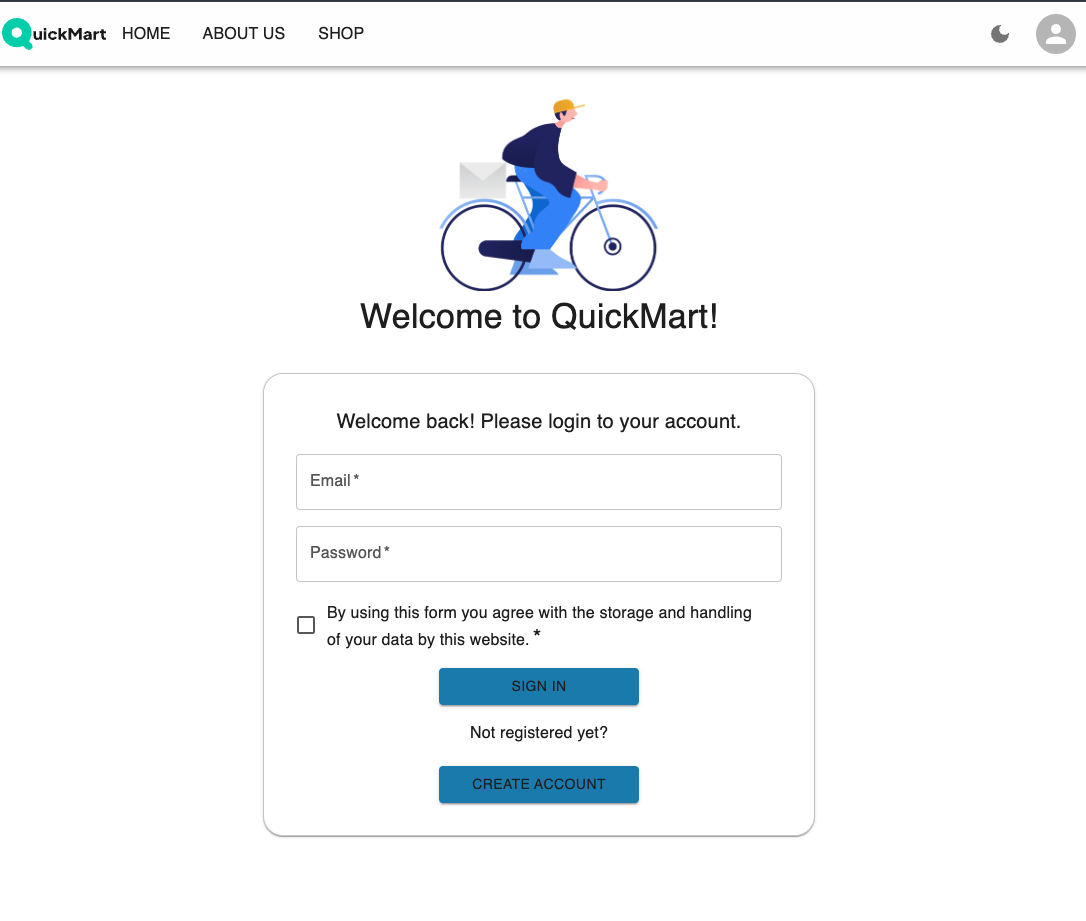 QuickMart HOME ABOUT US SHOP
Welcome to QuickMart!
Welcome back! Please login to your account.
Email *
Password *
By using this form you agree with the storage and handling
of your data by this website. *
SIGN IN
Not registered yet?
CREATE ACCOUNT